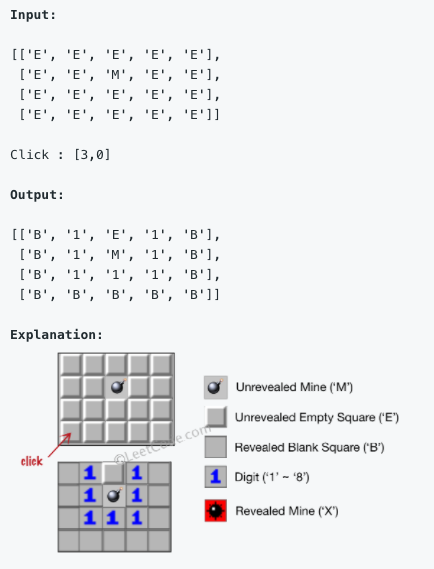 Input:
[['E', 'E', 'E', 'E', 'E'],
['E', 'E', 'M', 'E', 'E'],
['E', 'E', 'E', 'E', 'E'],
['E', 'E', 'E', 'E', 'E']]
Click : [3,0]
Output:
[['B', '1', 'E', '1', 'B'],
['B', '1', 'M', '1', 'B'],
['B', '1', '1', '1', 'B'],
['B', 'B', 'B', 'B', 'B']]
Explanation:
Unrevealed Mine ('M')
Unrevealed Empty Square ('E')
click
©LeetCode.com
Revealed Blank Square ('B')
1 1
1 1
1 Digit ('1' ~ '8')
1 1 1
Revealed Mine ('X')